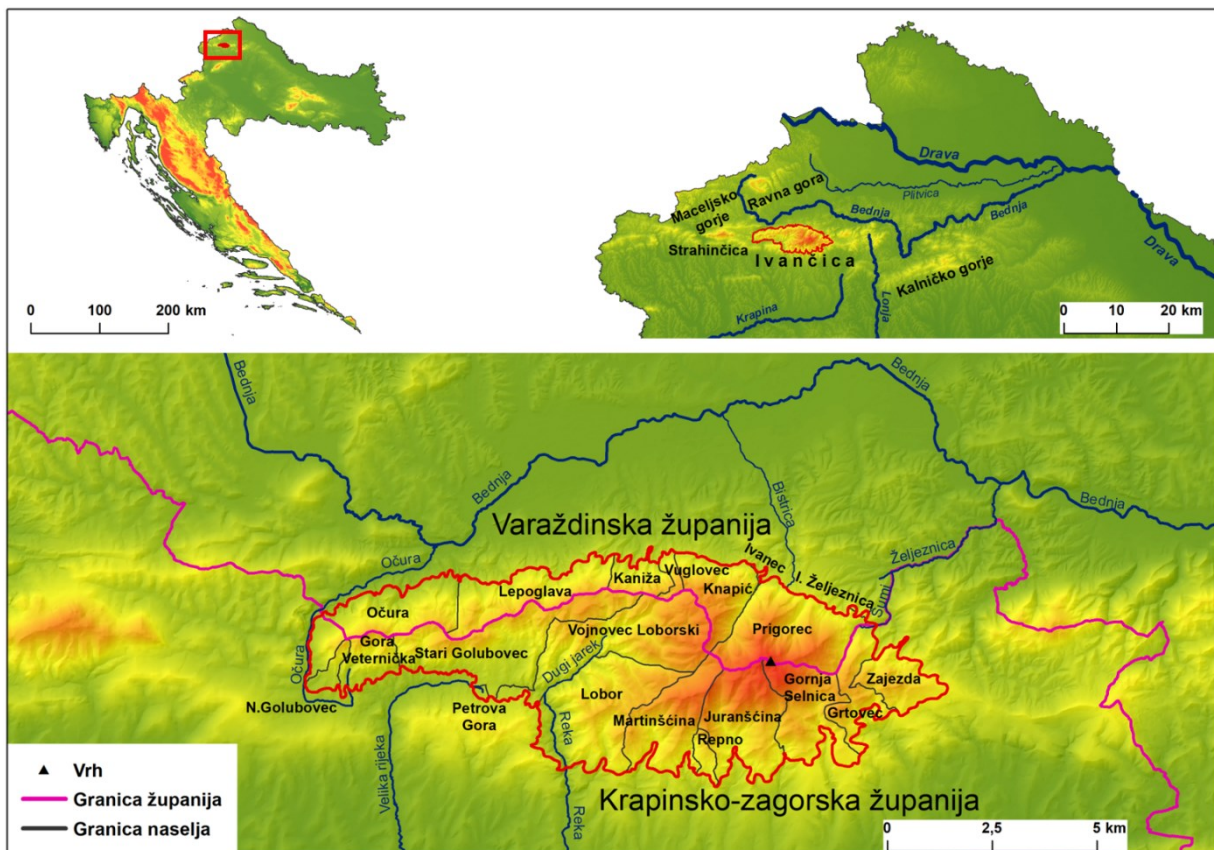 0 100 200 km
Drava
Plitvica
Maceljsko
gorje
Ravna gora
Bednja
Bednja
Strahinčica
Ivančica
Drava
Kalničko gorje
Krapina
Lonja
0 10 20 km
Bednja
Bednja
Bednja
Bednja
Bistrica
Varaždinska županija
Očura
Željeznica
Ivanec
I. Željeznica
Šumi
Vuglovec
Kaniža
Knapić
Lepoglava
Očura
Vojnovec Loborski
Prigorec
Gora
Veternička
Stari Golubovec
Očura
Dugi jarek
Gornja
Selnica
Zajezda
Lobor
N.Golubovec
Petrova
Gora
Grtovec
Martinšćina
Juranšćina
Repno
Reka
Velika rijeka
Reka
Krapinsko-zagorska županija
Vrh
Granica županija
Granica naselja
0 2,5 5 km